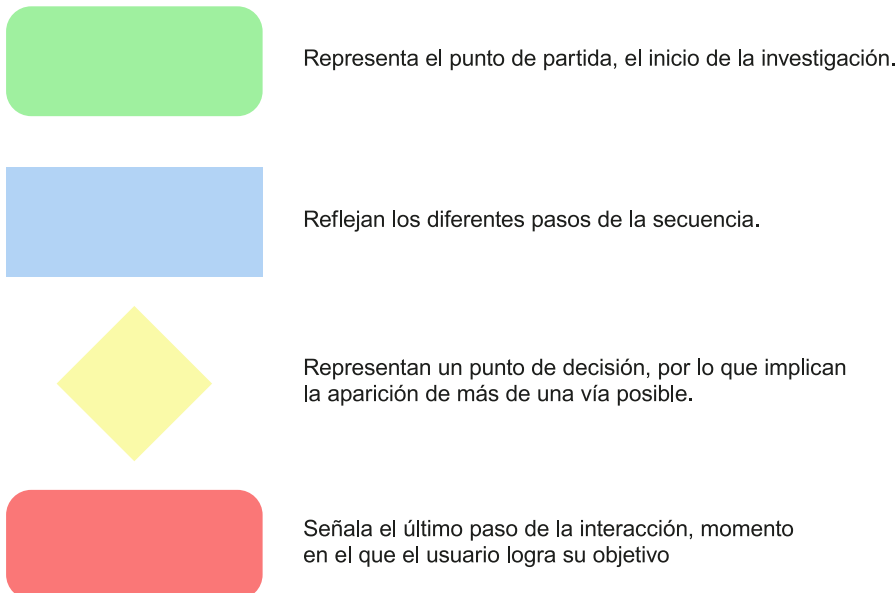 Representa el punto de partida, el inicio de la investigación.
Reflejan los diferentes pasos de la secuencia.
Representan un punto de decisión, por lo que implican
la aparición de más de una vía posible.
Señala el último paso de la interacción, momento
en el que el usuario logra su objetivo